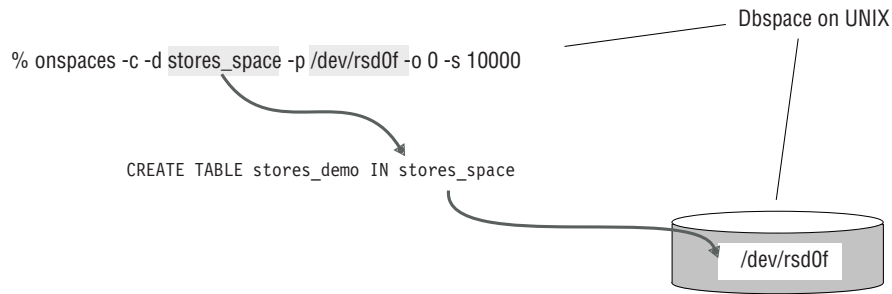 Dbspace on UNIX
% onspaces -c -d stores_space -p /dev/rsd0f -o 0 -s 10000
CREATE TABLE stores_demo IN stores_space
/dev/rsd0f